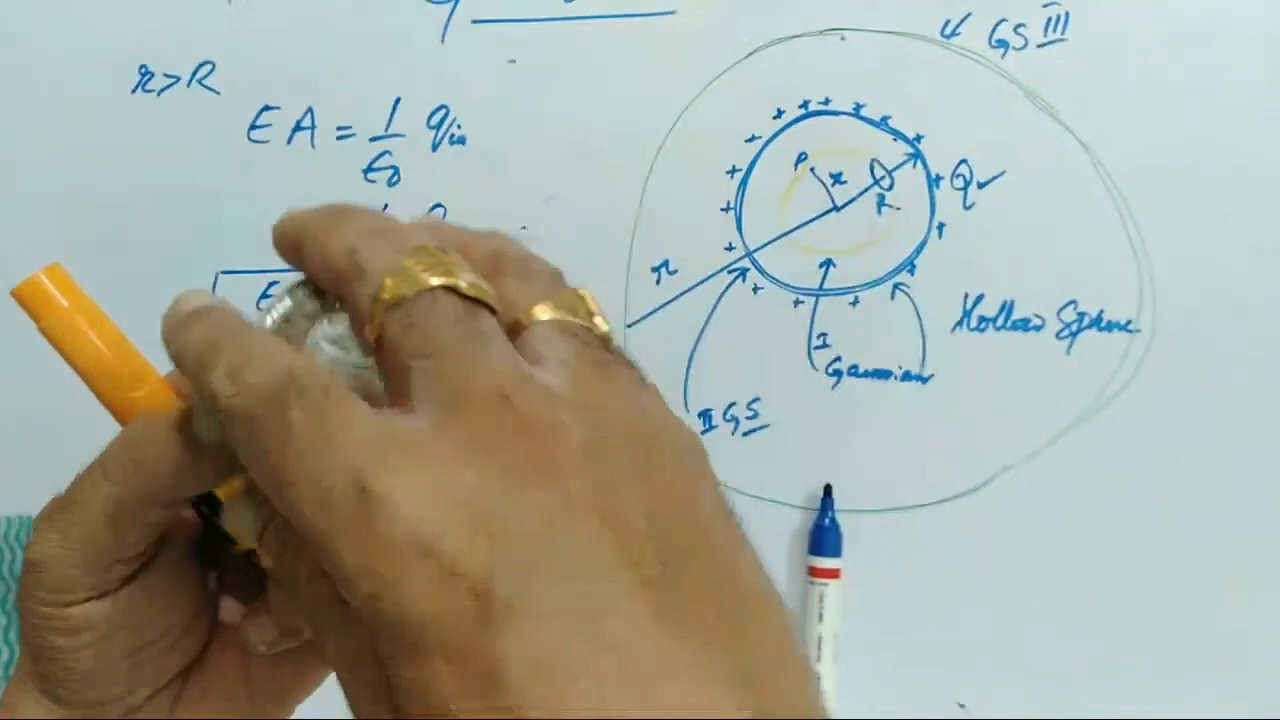 r>R
EA = 1/ε0 qin
E
GS III
P
x
R
Q✓
r
Hollow Sphere
I
Gaussian
II GS